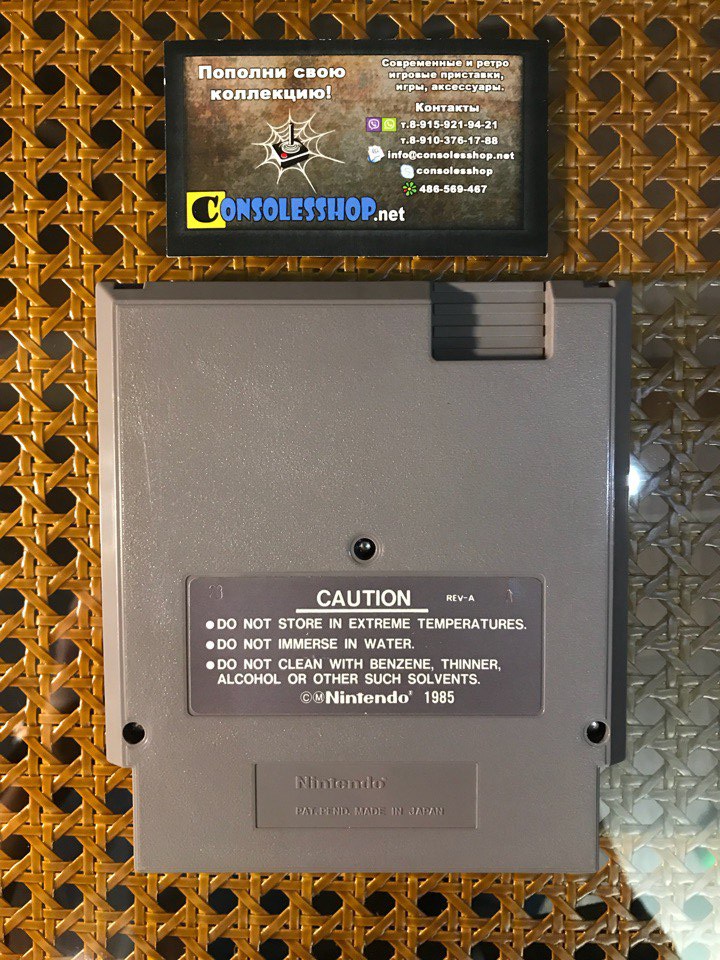 Пополни свою
коллекцию!
CONSOLESSHOP.net
Современные и ретро
игровые приставки,
игры, аксессуары.
Контакты
т.8-915-921-94-21
т.8-910-376-17-88
info@consolesshop.net
consolesshop
486-569-467
CAUTION REV-A
●DO NOT STORE IN EXTREME TEMPERATURES.
●DO NOT IMMERSE IN WATER.
●DO NOT CLEAN WITH BENZENE, THINNER,
ALCOHOL OR OTHER SUCH SOLVENTS.
©ⓂNintendo® 1985
Nintendo®
PAT. PEND. MADE IN JAPAN